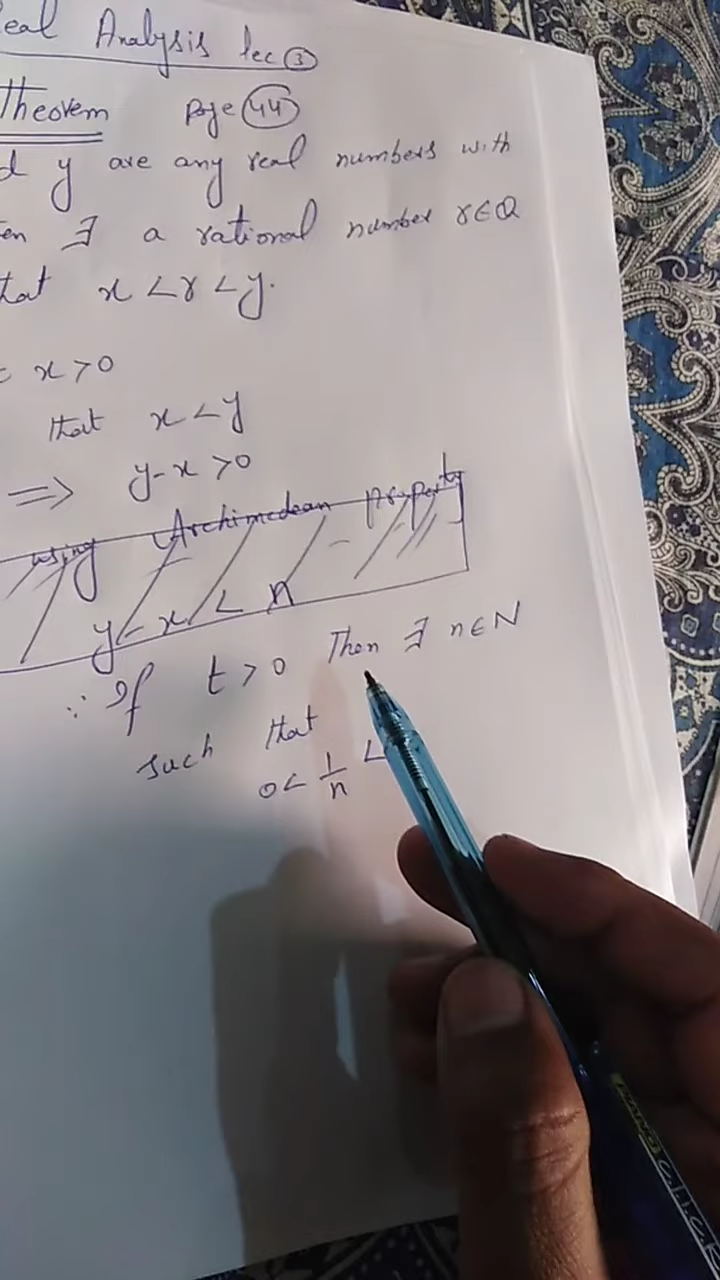 eal Analysis lec ③
Theorem page 44
d y are any real numbers with
en ∃ a rational number r∈Q
that x < r < y.
x > 0
that x < y
⟹ y-x > 0
using Archimedean property
y - x < n
∵ If t > 0 Then ∃ n∈N
such that
0 < 1/n <